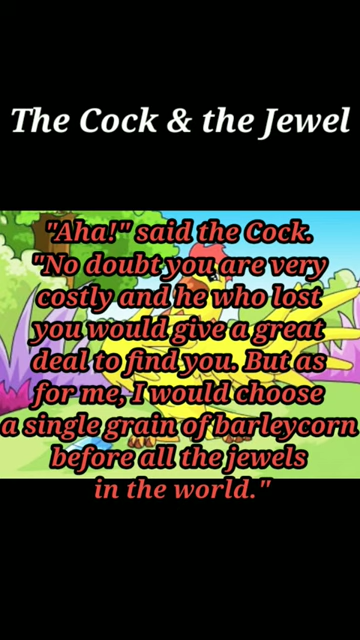 The Cock & the Jewel
"Aha!" said the Cock.
"No doubt you are very
costly and he who lost
you would give a great
deal to find you. But as
for me, I would choose
a single grain of barleycorn
before all the jewels
in the world."